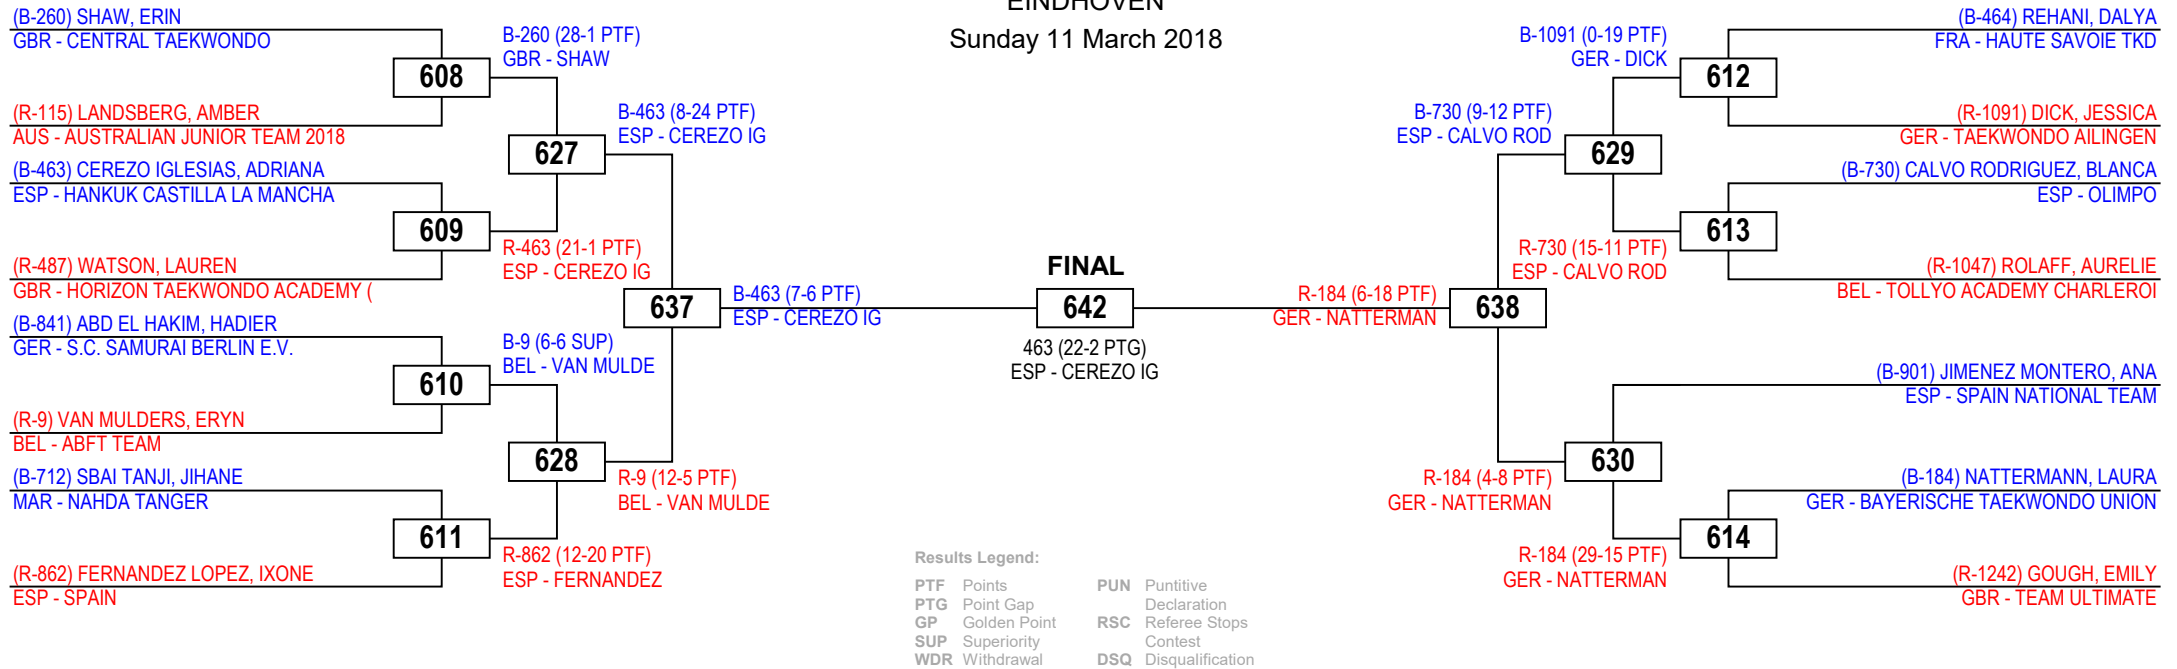 EINDHOVEN
Sunday 11 March 2018
(B-260) SHAW, ERIN
GBR - CENTRAL TAEKWONDO
608
(R-115) LANDSBERG, AMBER
AUS - AUSTRALIAN JUNIOR TEAM 2018
(B-463) CEREZO IGLESIAS, ADRIANA
ESP - HANKUK CASTILLA LA MANCHA
609
(R-487) WATSON, LAUREN
GBR - HORIZON TAEKWONDO ACADEMY (
(B-841) ABD EL HAKIM, HADIER
GER - S.C. SAMURAI BERLIN E.V.
610
(R-9) VAN MULDERS, ERYN
BEL - ABFT TEAM
(B-712) SBAI TANJI, JIHANE
MAR - NAHDA TANGER
611
(R-862) FERNANDEZ LOPEZ, IXONE
ESP - SPAIN
B-260 (28-1 PTF)
GBR - SHAW
627
R-463 (21-1 PTF)
ESP - CEREZO IG
B-9 (6-6 SUP)
BEL - VAN MULDE
628
R-862 (12-20 PTF)
ESP - FERNANDEZ
B-463 (8-24 PTF)
ESP - CEREZO IG
637
R-9 (12-5 PTF)
BEL - VAN MULDE
B-463 (7-6 PTF)
ESP - CEREZO IG
FINAL
642
463 (22-2 PTG)
ESP - CEREZO IG
R-184 (6-18 PTF)
GER - NATTERMAN
B-730 (9-12 PTF)
ESP - CALVO ROD
638
R-184 (4-8 PTF)
GER - NATTERMAN
B-1091 (0-19 PTF)
GER - DICK
629
R-730 (15-11 PTF)
ESP - CALVO ROD
630
R-184 (29-15 PTF)
GER - NATTERMAN
(B-464) REHANI, DALYA
FRA - HAUTE SAVOIE TKD
612
(R-1091) DICK, JESSICA
GER - TAEKWONDO AILINGEN
(B-730) CALVO RODRIGUEZ, BLANCA
ESP - OLIMPO
613
(R-1047) ROLAFF, AURELIE
BEL - TOLLYO ACADEMY CHARLEROI
(B-901) JIMENEZ MONTERO, ANA
ESP - SPAIN NATIONAL TEAM
(B-184) NATTERMANN, LAURA
GER - BAYERISCHE TAEKWONDO UNION
614
(R-1242) GOUGH, EMILY
GBR - TEAM ULTIMATE
Results Legend:
PTF Points
PTG Point Gap
GP Golden Point
SUP Superiority
WDR Withdrawal
PUN Puntitive
Declaration
RSC Referee Stops
Contest
DSQ Disqualification